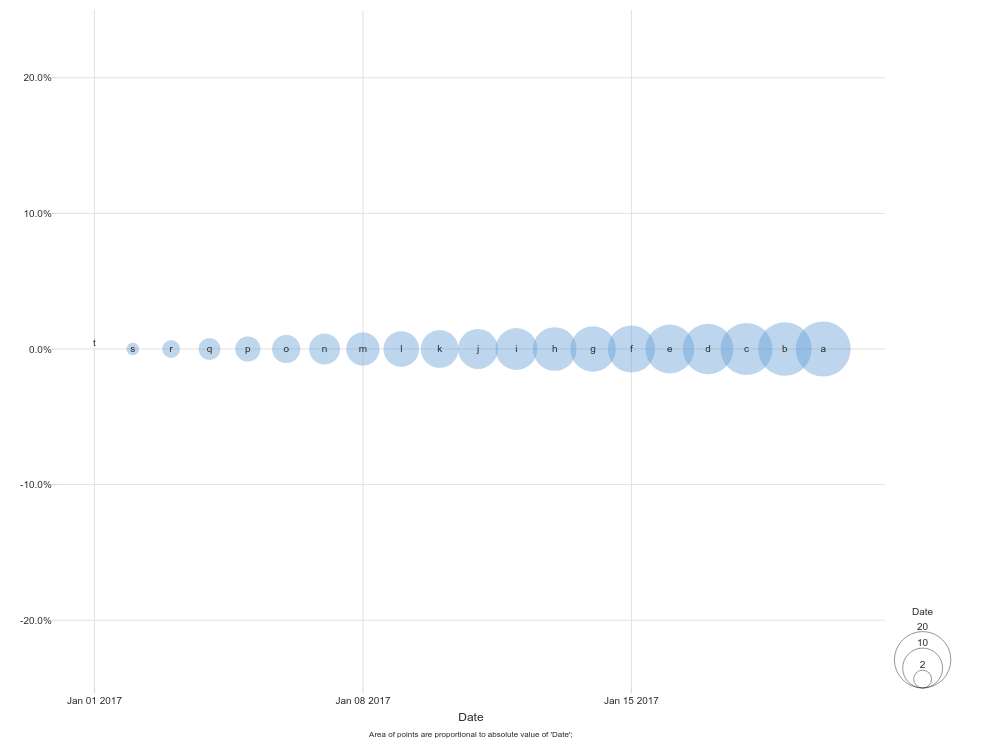 20.0%
10.0%
0.0%
-10.0%
-20.0%
t s r q p o n m l k j i h g f e d c b a
Jan 01 2017 Jan 08 2017 Jan 15 2017
Date
Area of points are proportional to absolute value of 'Date';
Date
20
10
2